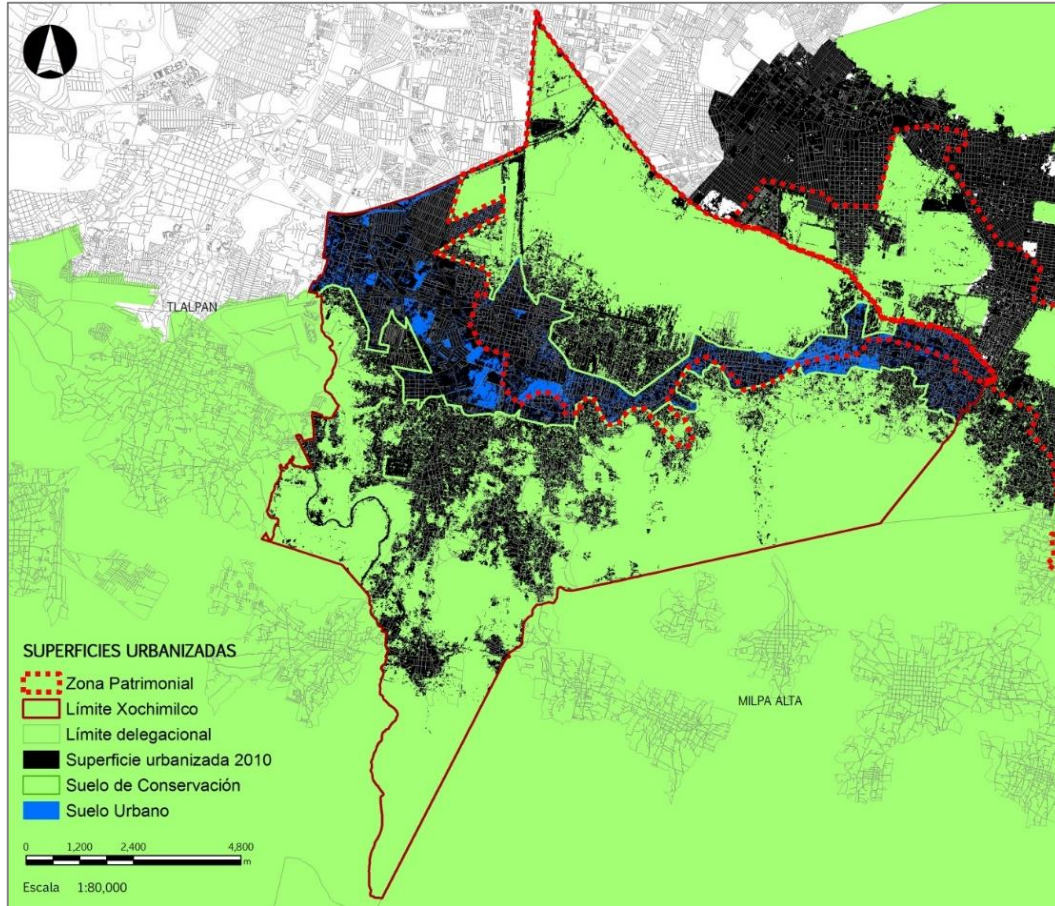 TLALPAN
MILPA ALTA
SUPERFICIES URBANIZADAS
Zona Patrimonial
Límite Xochimilco
Límite delegacional
Superficie urbanizada 2010
Suelo de Conservación
Suelo Urbano
0 1,200 2,400 4,800
m
Escala 1:80,000